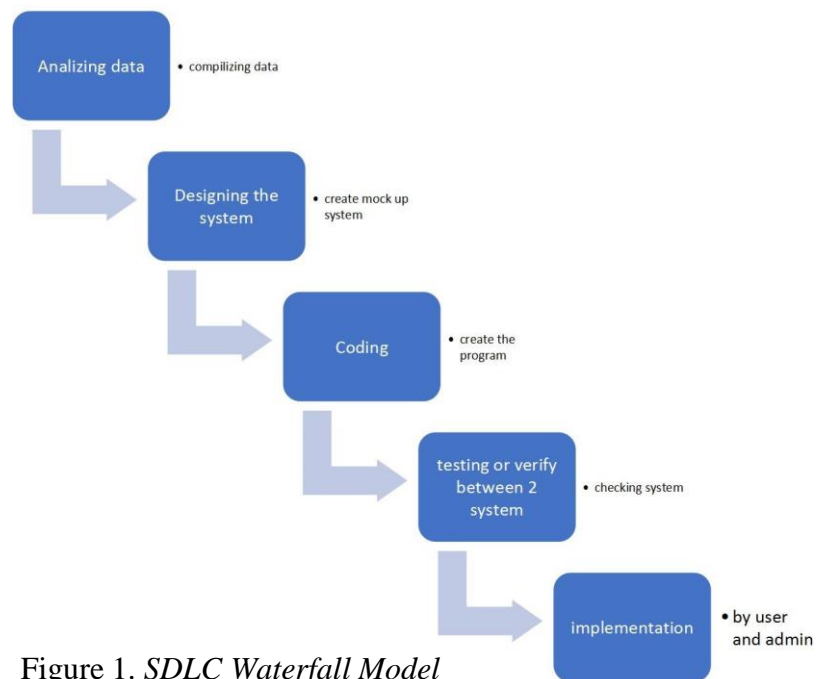 Analizing data
• compilizing data
Designing the
system
• create mock up
system
Coding
• create the
program
testing or verify
between 2
system
• checking system
implementation
• by user
and admin
Figure 1. SDLC Waterfall Model